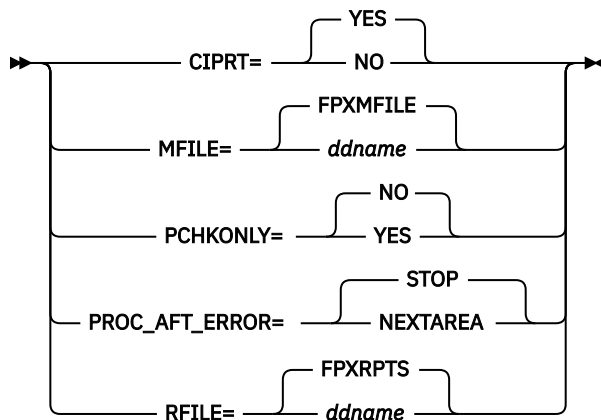 YES
CIPRT= NO
FPXMFILE
MFILE= ddname
NO
PCHKONLY= YES
STOP
PROC_AFT_ERROR= NEXTAREA
FPXRPTS
RFILE= ddname